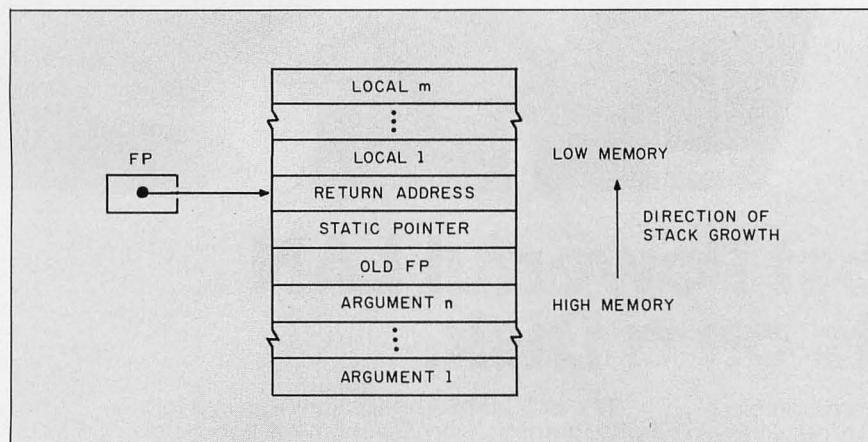 LOCAL m
⋮
FP
LOCAL 1
LOW MEMORY
RETURN ADDRESS
STATIC POINTER
DIRECTION OF
STACK GROWTH
OLD FP
ARGUMENT n
HIGH MEMORY
⋮
ARGUMENT 1